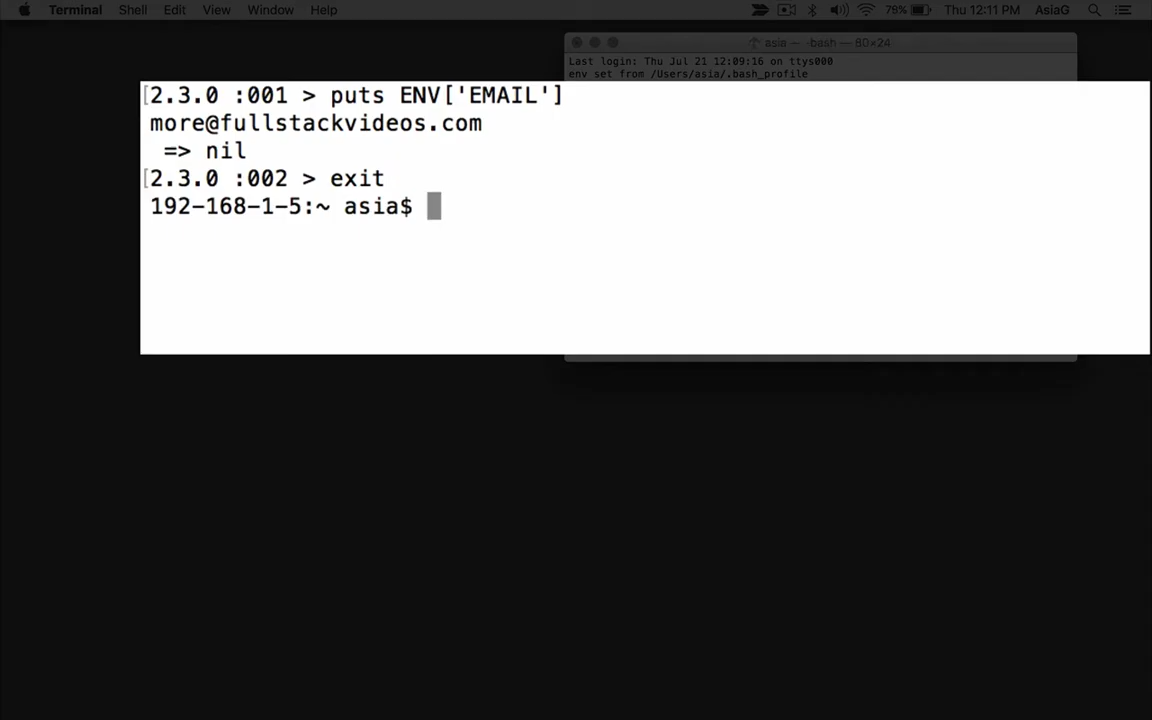 Terminal Shell Edit View Window Help 78% Thu 12:11 PM AsiaG
asia — -bash — 80×24
Last login: Thu Jul 21 12:09:16 on ttys000
env set from /Users/asia/.bash_profile
[2.3.0 :001 > puts ENV['EMAIL']
more@fullstackvideos.com
=> nil
[2.3.0 :002 > exit
192-168-1-5:~ asia$